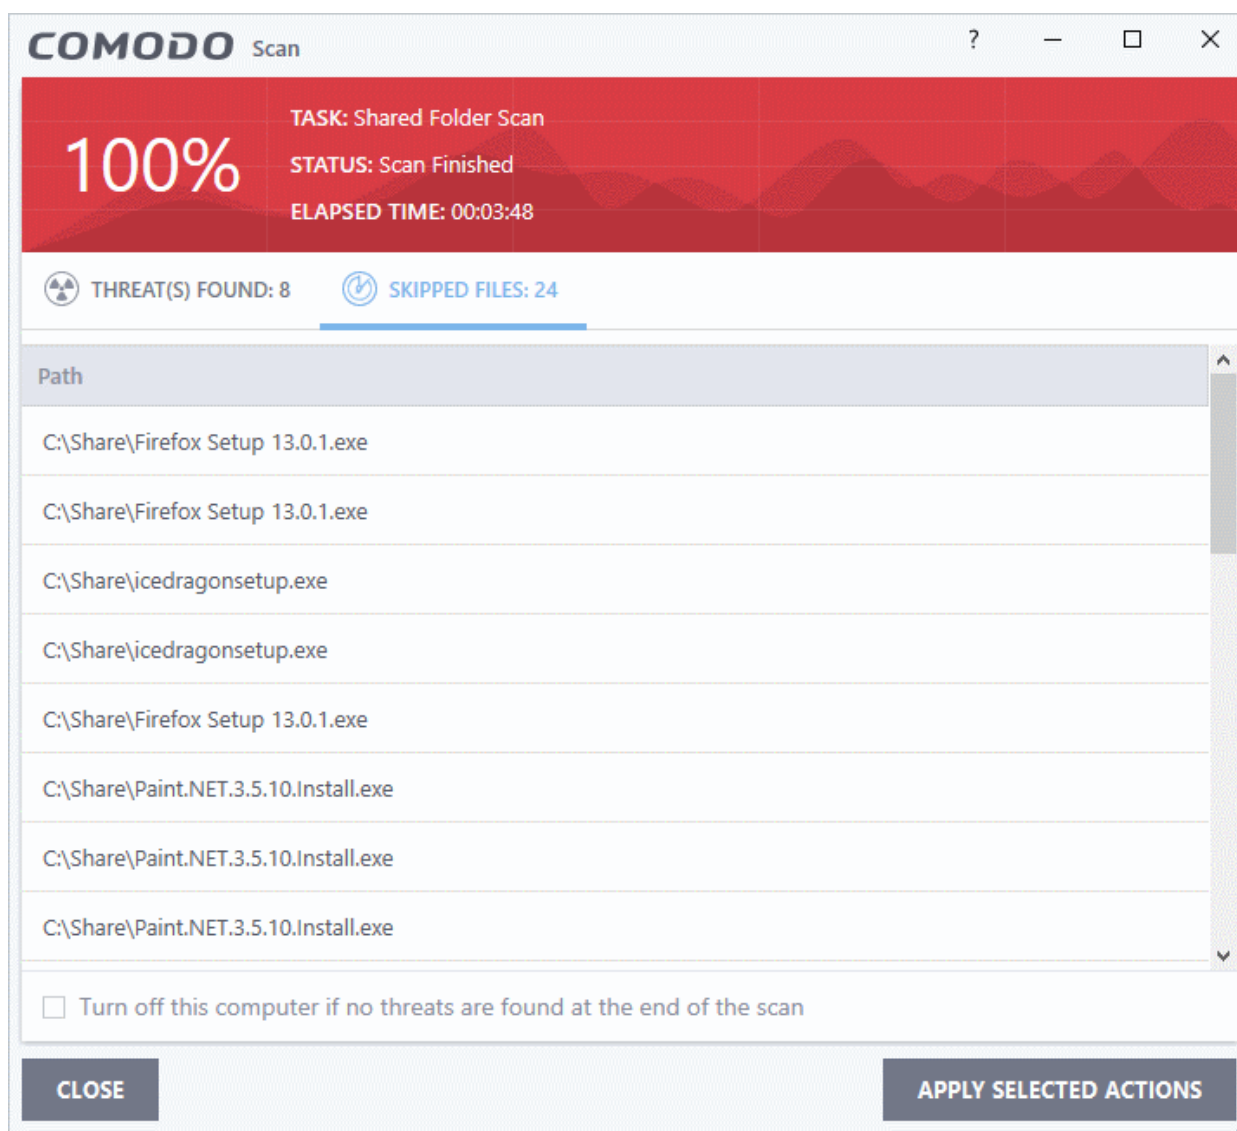 COMODO Scan ?
100%
TASK: Shared Folder Scan
STATUS: Scan Finished
ELAPSED TIME: 00:03:48
THREAT(S) FOUND: 8 SKIPPED FILES: 24
Path
C:\Share\Firefox Setup 13.0.1.exe
C:\Share\Firefox Setup 13.0.1.exe
C:\Share\icedragonsetup.exe
C:\Share\icedragonsetup.exe
C:\Share\Firefox Setup 13.0.1.exe
C:\Share\Paint.NET.3.5.10.Install.exe
C:\Share\Paint.NET.3.5.10.Install.exe
C:\Share\Paint.NET.3.5.10.Install.exe
Turn off this computer if no threats are found at the end of the scan
CLOSE APPLY SELECTED ACTIONS